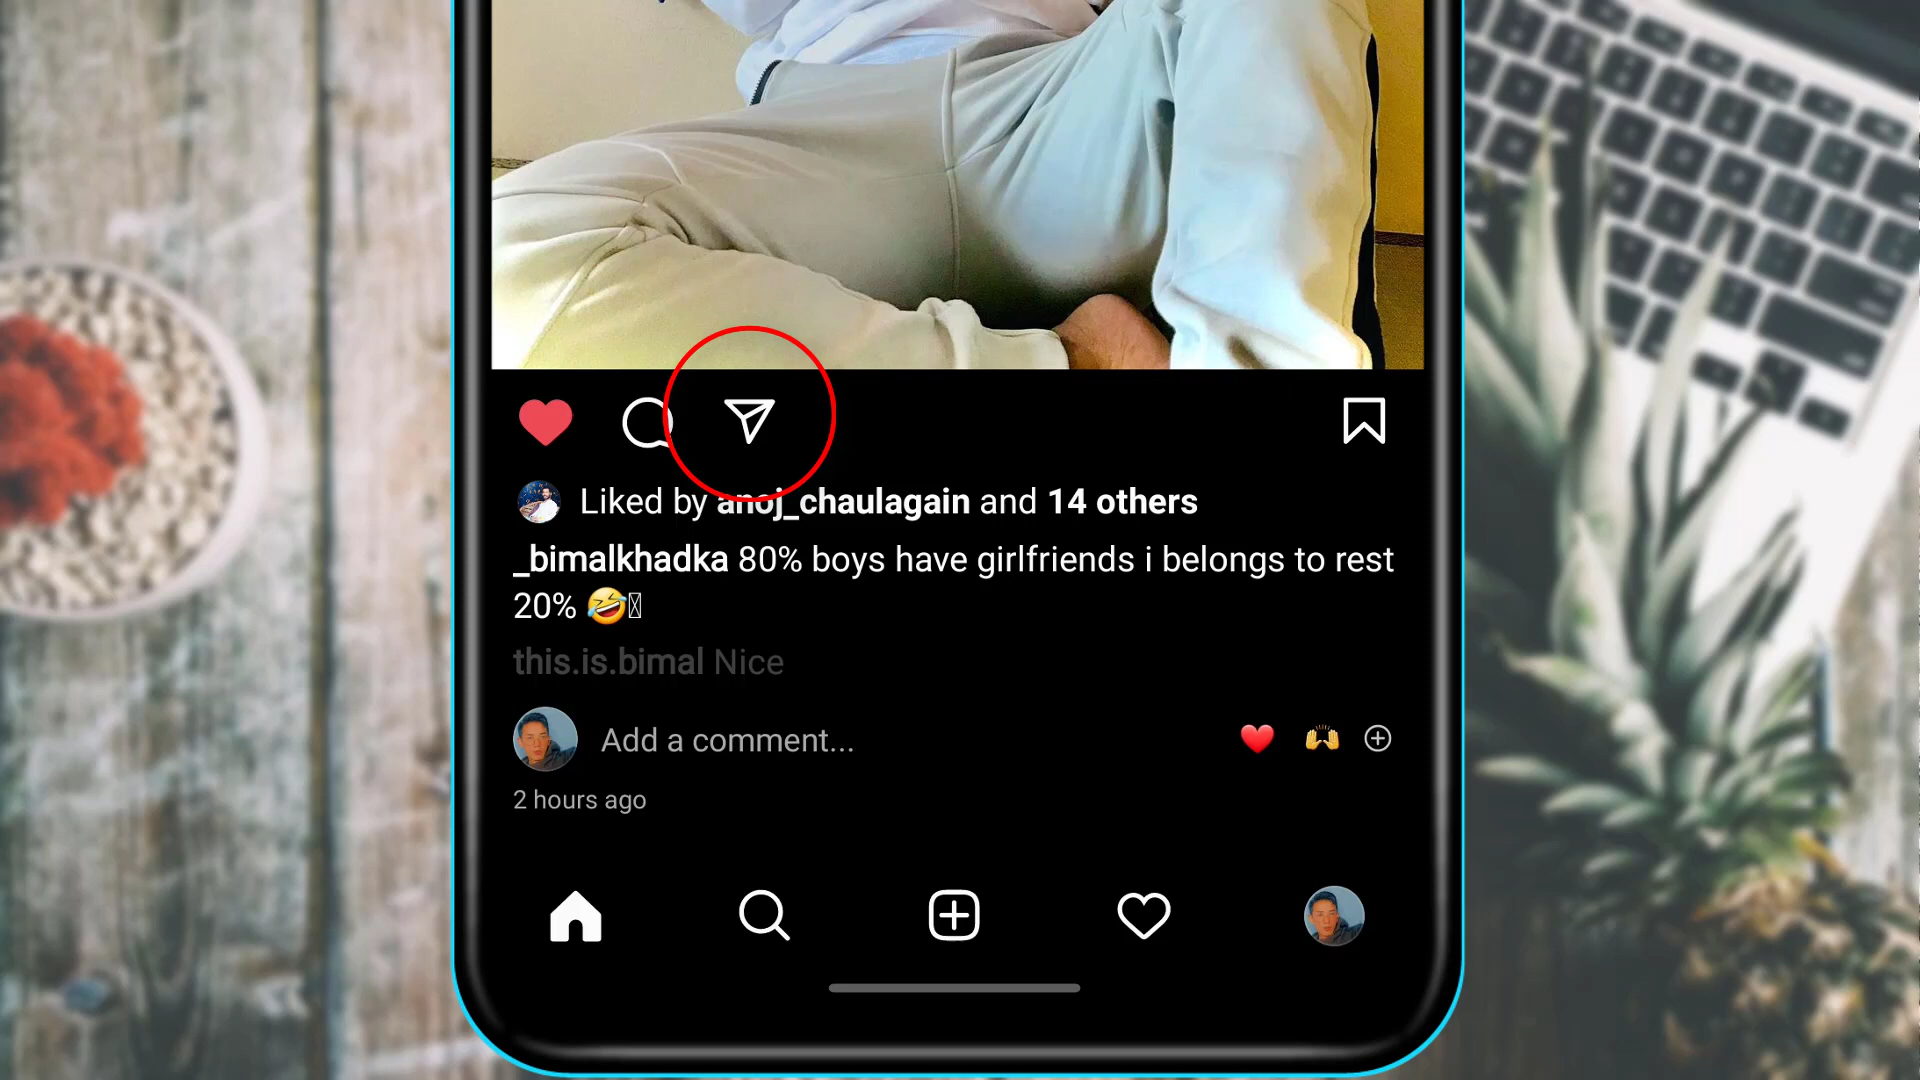 Liked by anoj_chaulagain and 14 others
_bimalkhadka 80% boys have girlfriends i belongs to rest
20% 🤣
this.is.bimal Nice
Add a comment...
2 hours ago